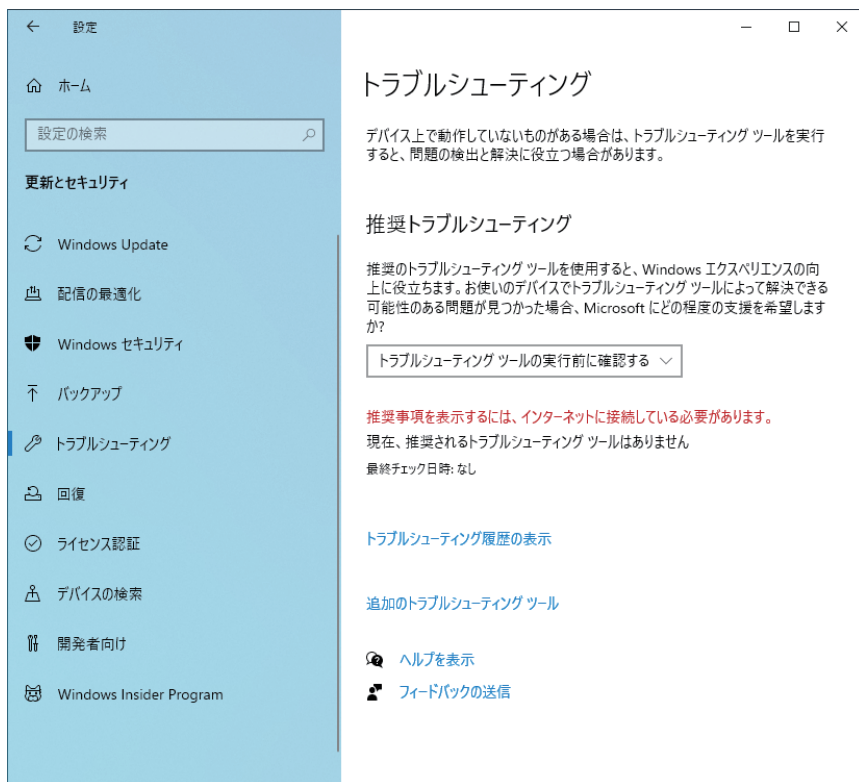 設定
ホーム
設定の検索
更新とセキュリティ
Windows Update
配信の最適化
Windows セキュリティ
バックアップ
トラブルシューティング
回復
ライセンス認証
デバイスの検索
開発者向け
Windows Insider Program
トラブルシューティング
デバイス上で動作していないものがある場合は、トラブルシューティング ツールを実行
すると、問題の検出と解決に役立つ場合があります。
推奨トラブルシューティング
推奨のトラブルシューティング ツールを使用すると、Windows エクスペリエンスの向
上に役立ちます。お使いのデバイスでトラブルシューティング ツールによって解決できる
可能性のある問題が見つかった場合、Microsoft にどの程度の支援を希望します
か?
トラブルシューティング ツールの実行前に確認する
推奨事項を表示するには、インターネットに接続している必要があります。
現在、推奨されるトラブルシューティング ツールはありません
最終チェック日時: なし
トラブルシューティング履歴の表示
追加のトラブルシューティング ツール
ヘルプを表示
フィードバックの送信